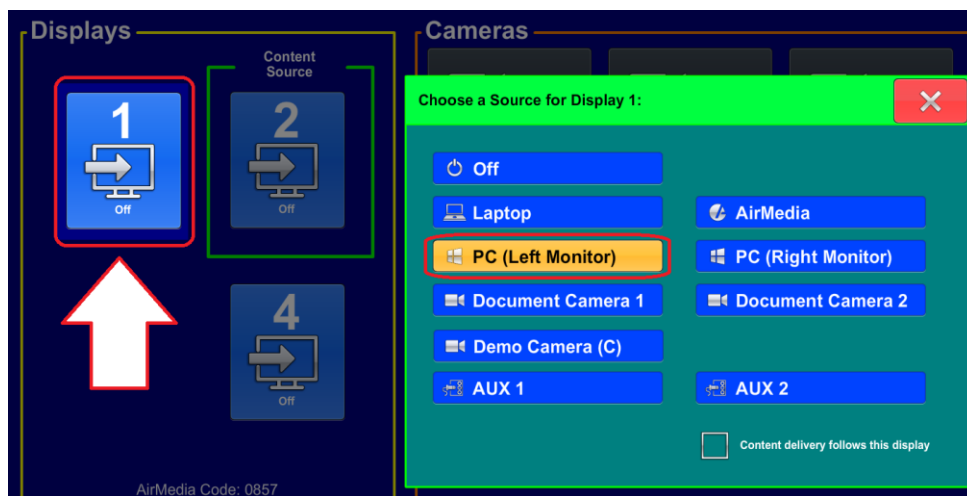 Displays
Cameras
Content
Source
1
Off
2
Off
4
Off
AirMedia Code: 0857
Choose a Source for Display 1:
Off
Laptop
AirMedia
PC (Left Monitor)
PC (Right Monitor)
Document Camera 1
Document Camera 2
Demo Camera (C)
AUX 1
AUX 2
Content delivery follows this display